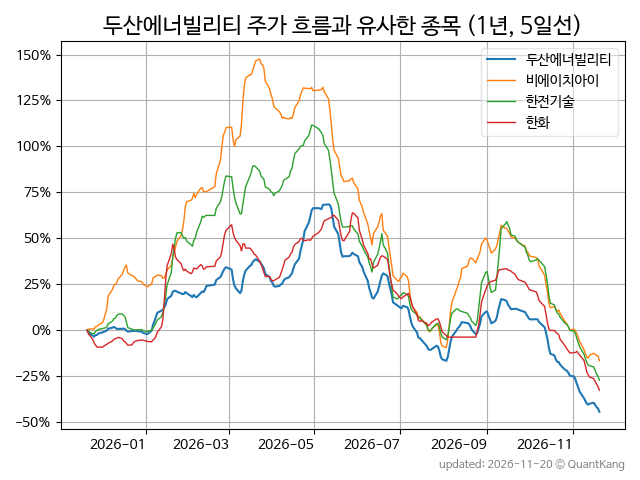 두산에너빌리티 주가 흐름과 유사한 종목 (1년, 5일선)
150%
125%
100%
75%
50%
25%
0%
−25%
−50%
두산에너빌리티
비에이치아이
한전기술
한화
2026-01
2026-03
2026-05
2026-07
2026-09
2026-11
updated: 2026-11-20 © QuantKang